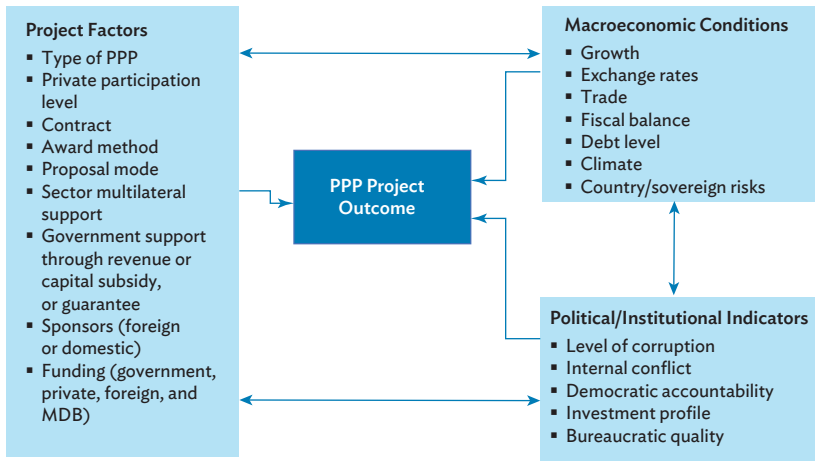 Project Factors
▪ Type of PPP
▪ Private participation
level
▪ Contract
▪ Award method
▪ Proposal mode
▪ Sector multilateral
support
▪ Government support
through revenue or
capital subsidy,
or guarantee
▪ Sponsors (foreign
or domestic)
▪ Funding (government,
private, foreign, and
MDB)
PPP Project
Outcome
Macroeconomic Conditions
▪ Growth
▪ Exchange rates
▪ Trade
▪ Fiscal balance
▪ Debt level
▪ Climate
▪ Country/sovereign risks
Political/Institutional Indicators
▪ Level of corruption
▪ Internal conflict
▪ Democratic accountability
▪ Investment profile
▪ Bureaucratic quality